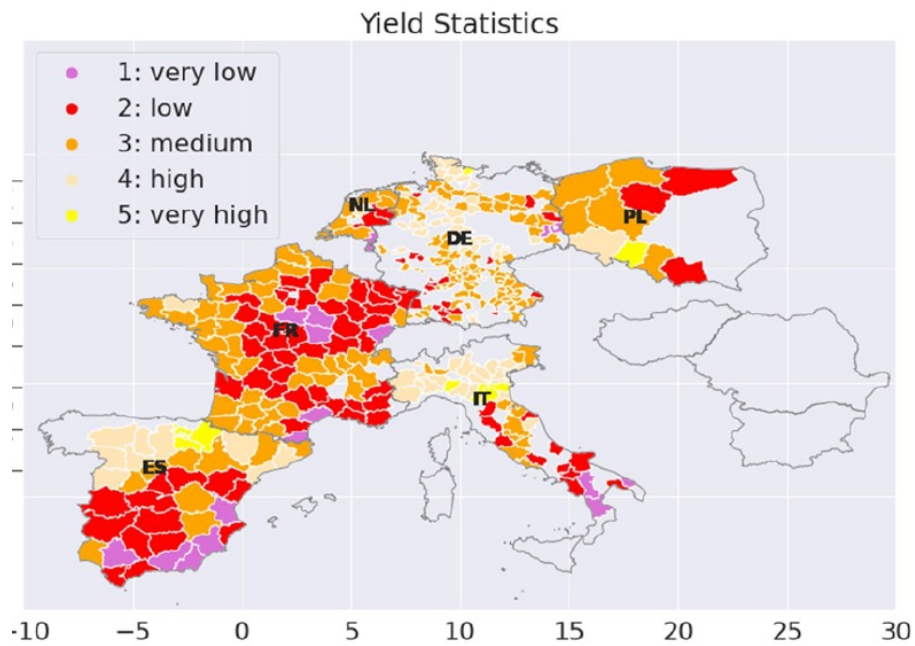 Yield Statistics
1: very low
2: low
3: medium
4: high
5: very high
NL
PL
DE
FR
IT
ES
-10 −5 0 5 10 15 20 25 30